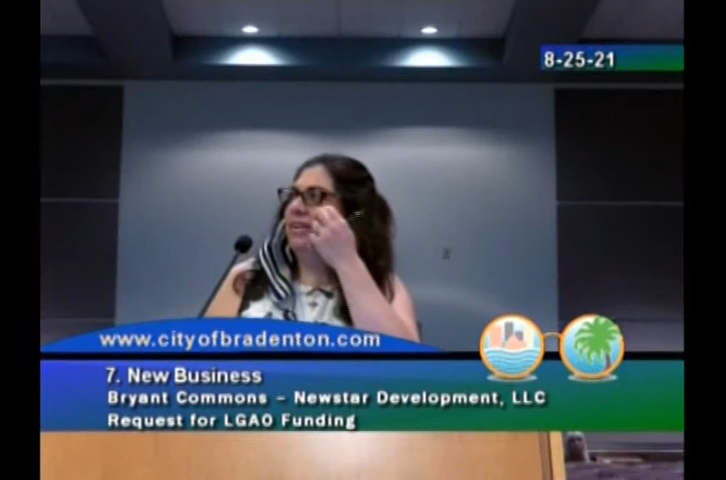 8-25-21
www.cityofbradenton.com
7. New Business
Bryant Commons - Newstar Development, LLC
Request for LGAO Funding